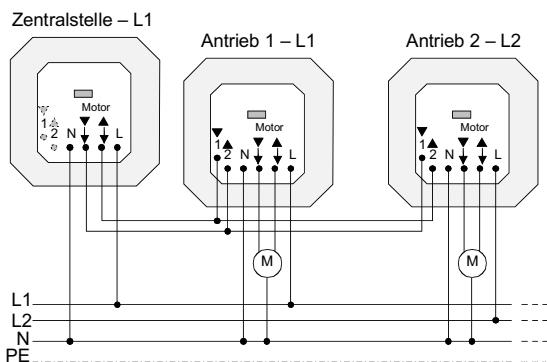 Zentralstelle – L1
Antrieb 1 – L1
Antrieb 2 – L2
Motor
1
2 N L
Motor
1
2 N L
Motor
1
2 N L
M
M
L1
L2
N
PE